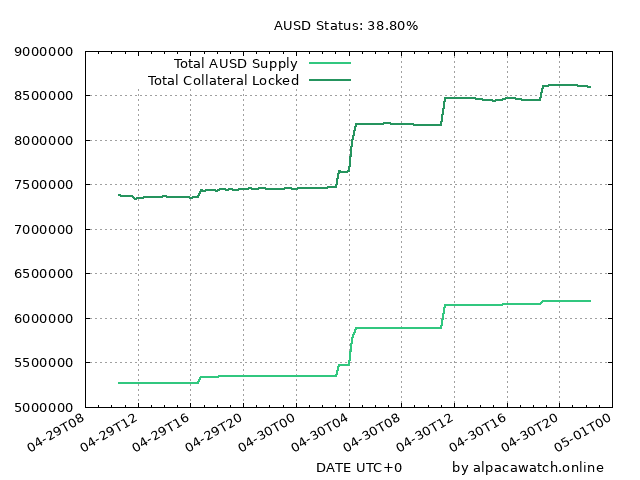 AUSD Status: 38.80%
Total AUSD Supply
Total Collateral Locked
9000000
8500000
8000000
7500000
7000000
6500000
6000000
5500000
5000000
04-29T08
04-29T12
04-29T16
04-29T20
04-30T00
04-30T04
04-30T08
04-30T12
04-30T16
04-30T20
05-01T00
DATE UTC+0
by alpacawatch.online